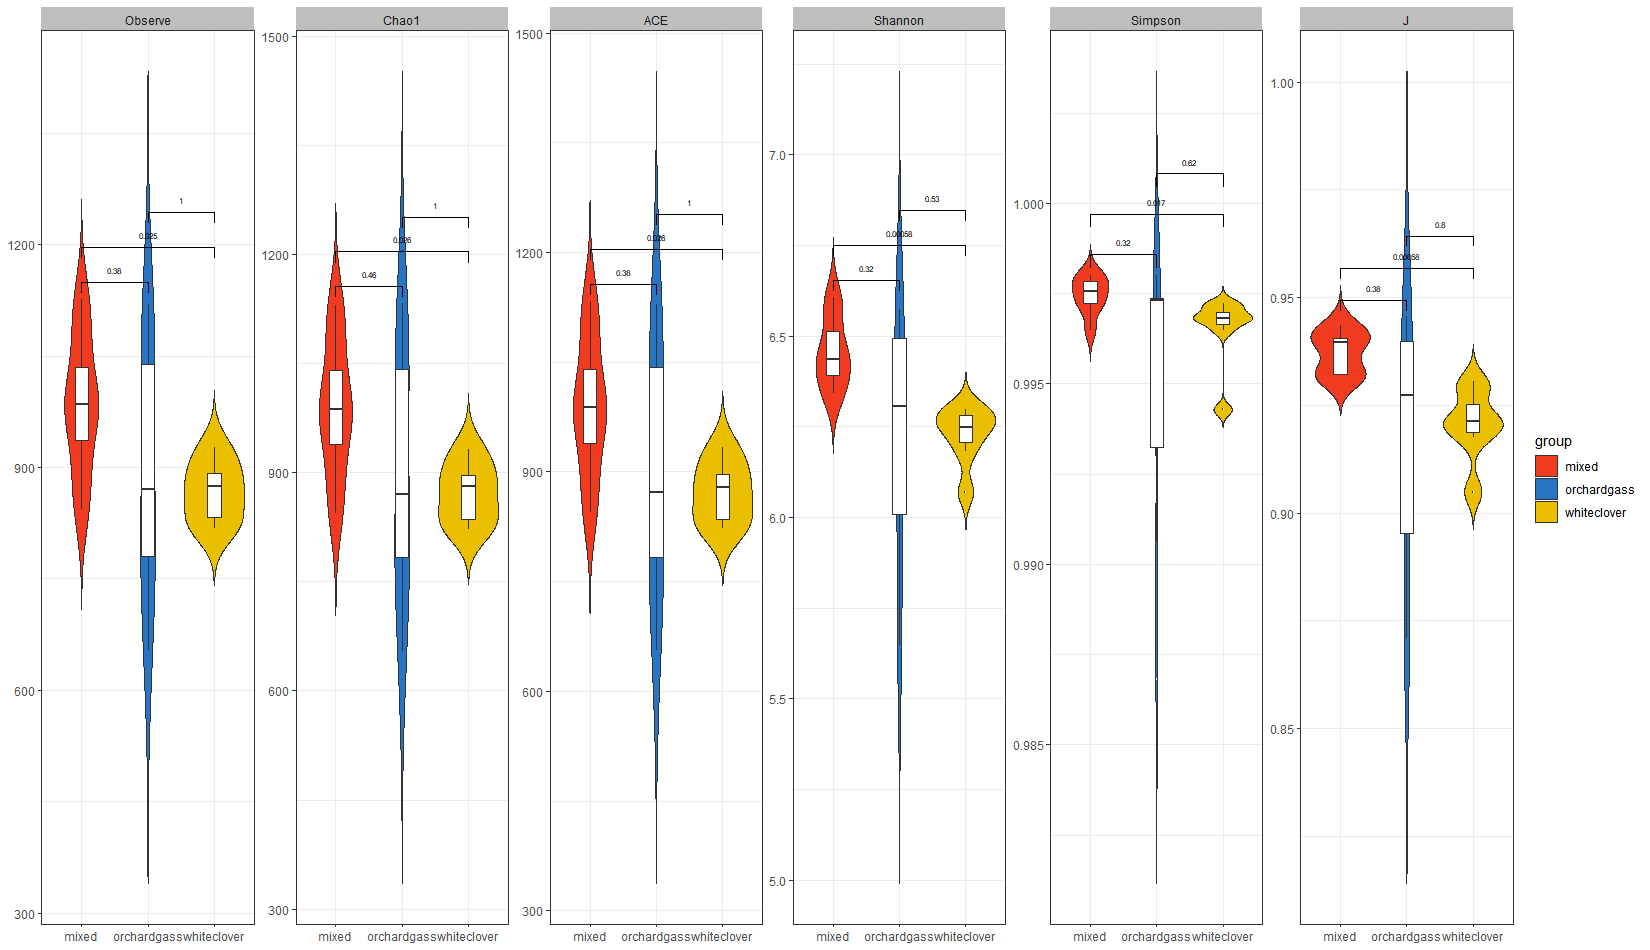 Observe
1200
900
600
300
0.38
0.025
1
mixed orchardgass whiteclover
Chao1
1500
1200
900
600
300
0.46
0.026
1
mixed orchardgass whiteclover
ACE
1500
1200
900
600
300
0.38
0.026
1
mixed orchardgass whiteclover
Shannon
7.0
6.5
6.0
5.5
5.0
0.32
0.00058
0.53
mixed orchardgass whiteclover
Simpson
1.000
0.995
0.990
0.985
0.32
0.017
0.62
mixed orchardgass whiteclover
J
1.00
0.95
0.90
0.85
0.38
0.00058
0.8
mixed orchardgass whiteclover
group
mixed
orchardgass
whiteclover